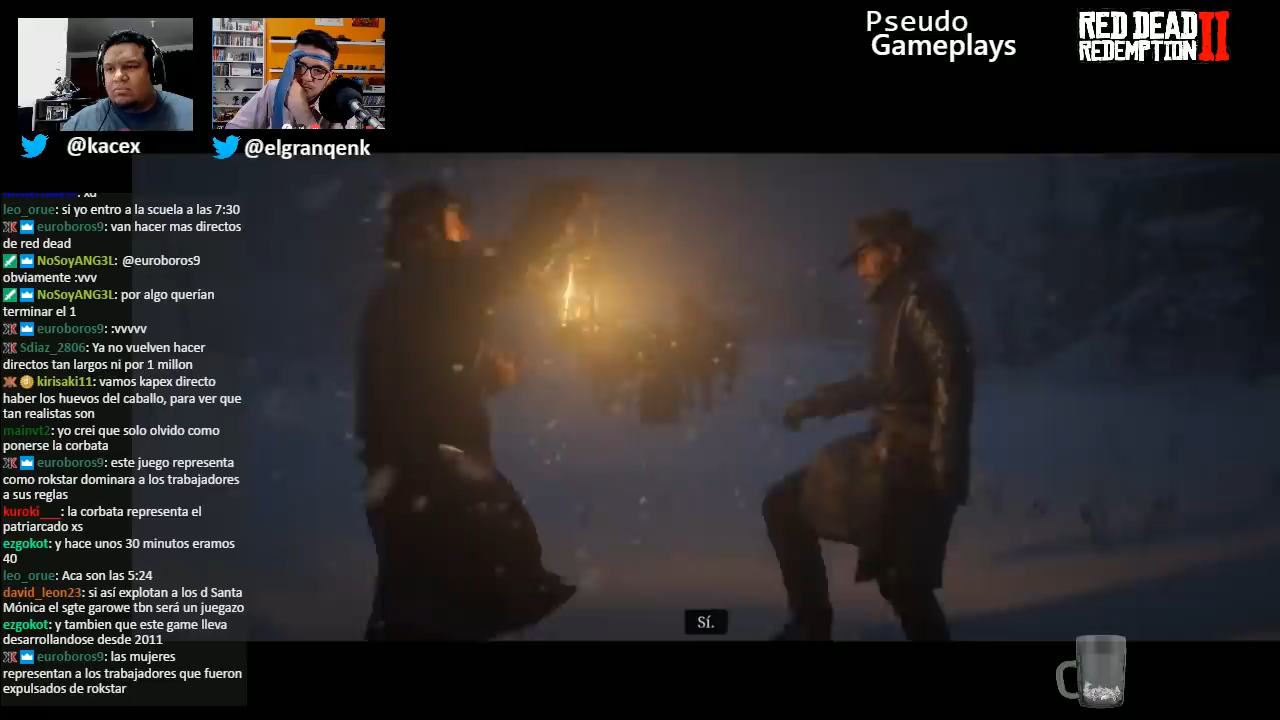 Pseudo
Gameplays
RED DEAD
REDEMPTION II
@kacex
@elgranqenk
: xd
leo_orue: si yo entro a la scuela a las 7:30
euroboros9: van hacer mas directos
de red dead
NoSoyANG3L: @euroboros9
obviamente :vvv
NoSoyANG3L: por algo querían
terminar el 1
euroboros9: :vvvvv
Sdiaz_2806: Ya no vuelven hacer
directos tan largos ni por 1 millon
kirisaki11: vamos kapex directo
haber los huevos del caballo, para ver que
tan realistas son
mainvt2: yo crei que solo olvido como
ponerse la corbata
euroboros9: este juego representa
como rokstar dominara a los trabajadores
a sus reglas
kuroki___: la corbata representa el
patriarcado xs
ezgokot: y hace unos 30 minutos eramos
40
leo_orue: Aca son las 5:24
david_leon23: si así explotan a los d Santa
Mónica el sgte garowe tbn será un juegazo
ezgokot: y tambien que este game lleva
desarrollandose desde 2011
euroboros9: las mujeres
representan a los trabajadores que fueron
expulsados de rokstar
Sí.